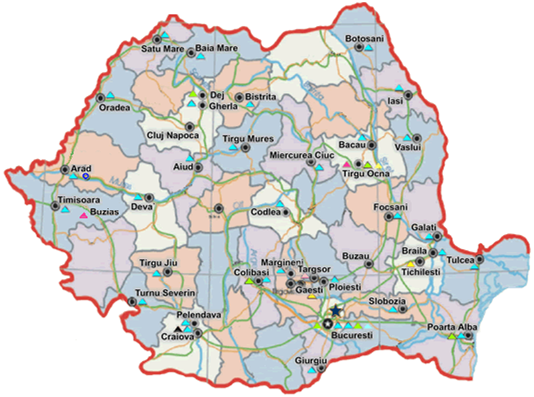 Botosani
Satu Mare
Baia Mare
Dej
Bistrita
Iasi
Oradea
Gherla
Cluj Napoca
Tirgu Mures
Bacau
Vaslui
Miercurea Ciuc
Aiud
Tirgu Ocna
Arad
Mures
Timisoara
Deva
Buzias
Codlea
Focsani
Galati
Braila
Tulcea
Buzau
Tichilesti
Tirgu Jiu
Margineni
Colibasi
Targsor
Gaesti
Ploiesti
Turnu Severin
Slobozia
Pelendava
Craiova
Bucuresti
Poarta Alba
Giurgiu